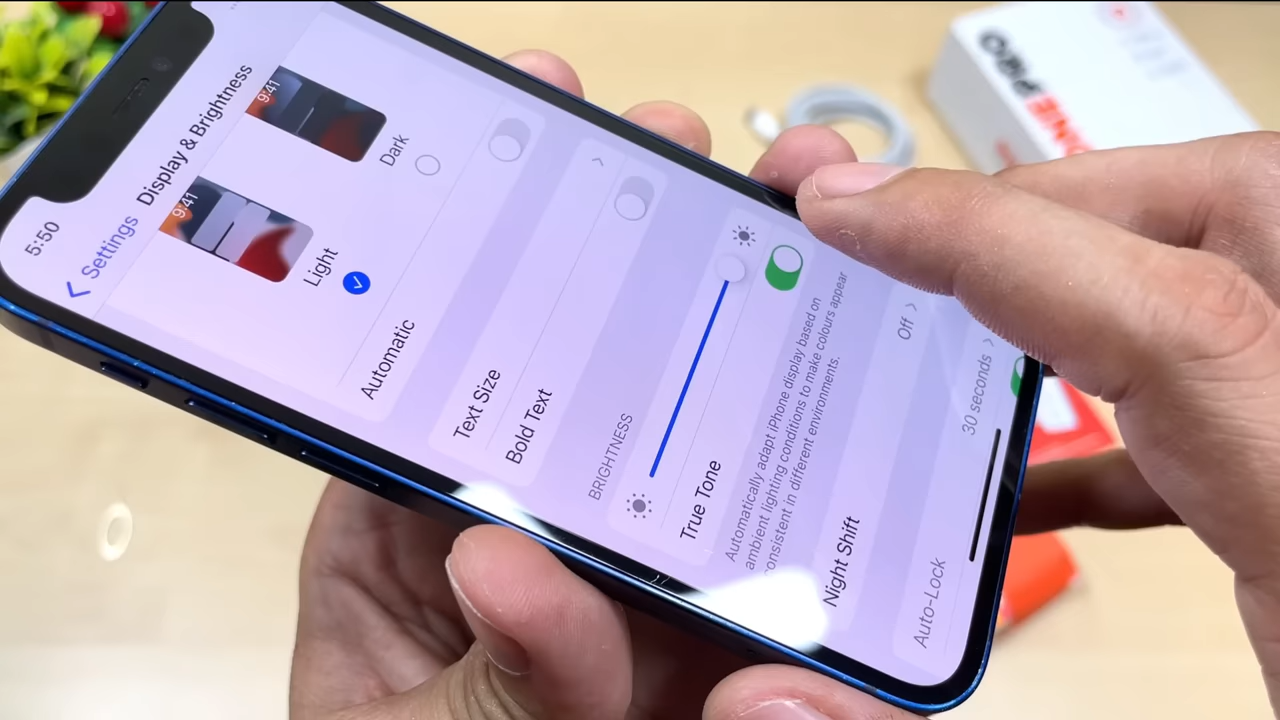 5:50
Settings
Display & Brightness
9:41
9:41
Light
Dark
Automatic
Text Size
Bold Text
BRIGHTNESS
True Tone
Automatically adapt iPhone display based on
ambient lighting conditions to make colours appear
consistent in different environments.
Night Shift
Off
Auto-Lock
30 seconds
PRO